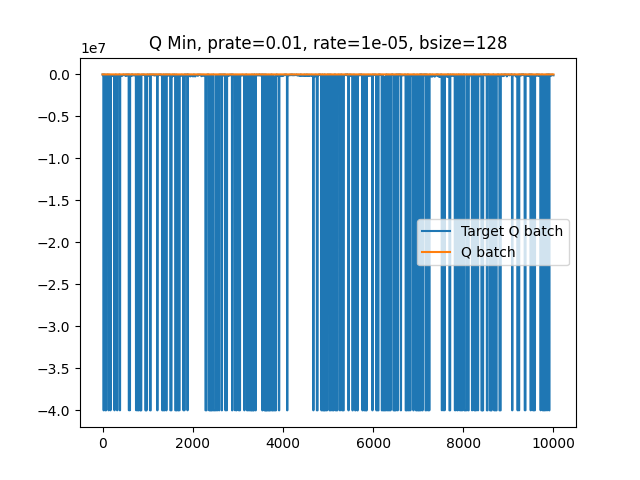 Q Min, prate=0.01, rate=1e-05, bsize=128
1e7
0.0
−0.5
−1.0
−1.5
−2.0
−2.5
−3.0
−3.5
−4.0
Target Q batch
Q batch
0 2000 4000 6000 8000 10000